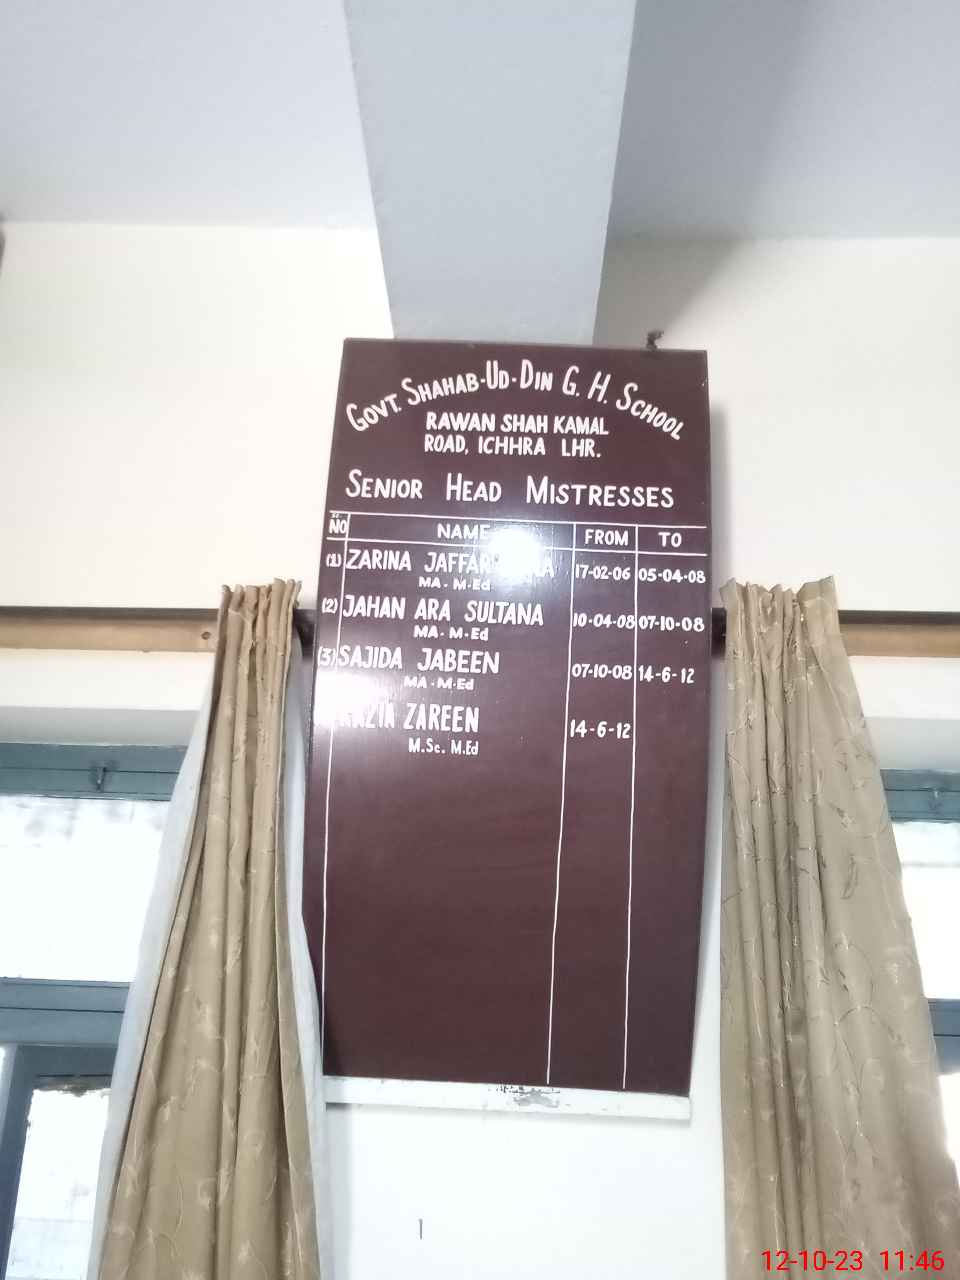 GOVT. SHAHAB-UD-DIN G. H. SCHOOL
RAWAN SHAH KAMAL
ROAD, ICHHRA LHR.
SENIOR HEAD MISTRESSES
NO NAME FROM TO
(1) ZARINA JAFFAR 17-02-06 05-04-08
MA - M-Ed
(2) JAHAN ARA SULTANA 10-04-08 07-10-08
MA- M-Ed
(3) SAJIDA JABEEN 07-10-08 14-6-12
MA - M-Ed
ZAREEN 14-6-12
M.Sc. M.Ed
12-10-23 11:46